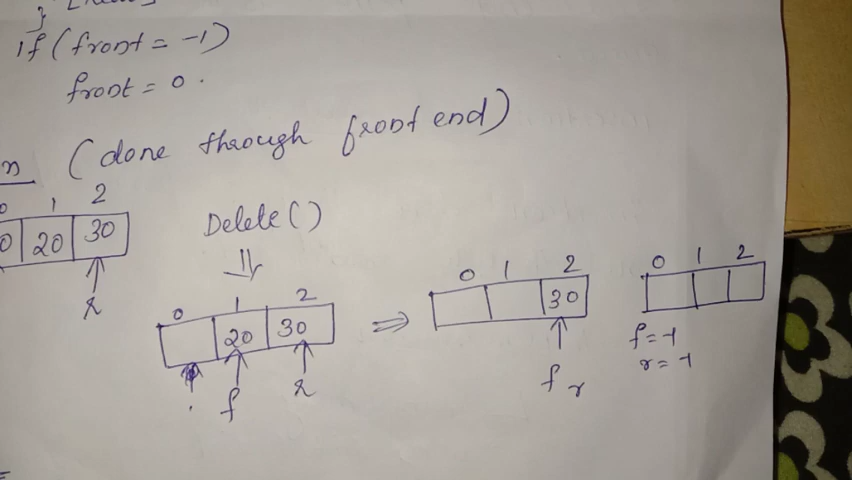 }
if (front = -1)
front = 0.
n (done through front end)
0 1 2
0 20 30
r
Delete()
⇓
0 1 2
20 30
f r
⇒
0 1 2
30
f r
0 1 2
f = -1
r = -1